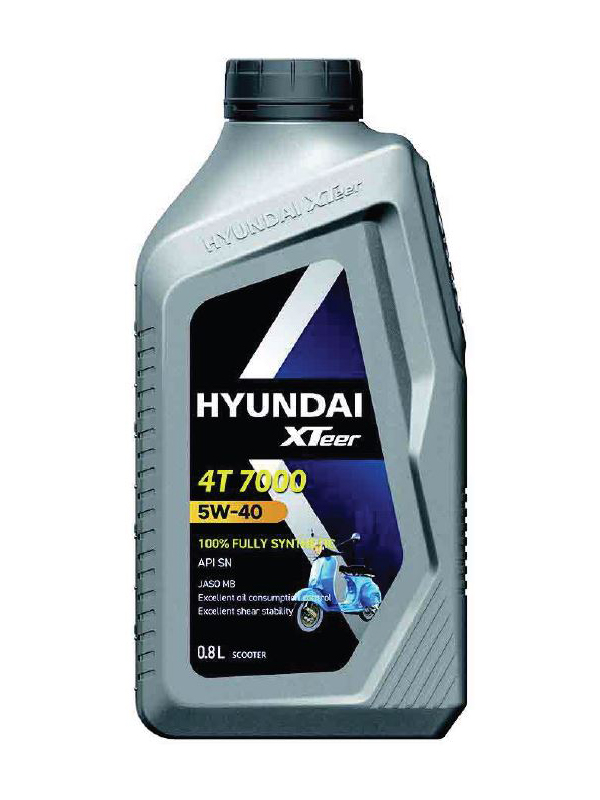 HYUNDAI XTeer
HYUNDAI
XTeer
4T 7000
5W-40
100% FULLY SYNTHETIC
API SN
JASO MB
Excellent oil consumption control
Excellent shear stability
0.8 L SCOOTER